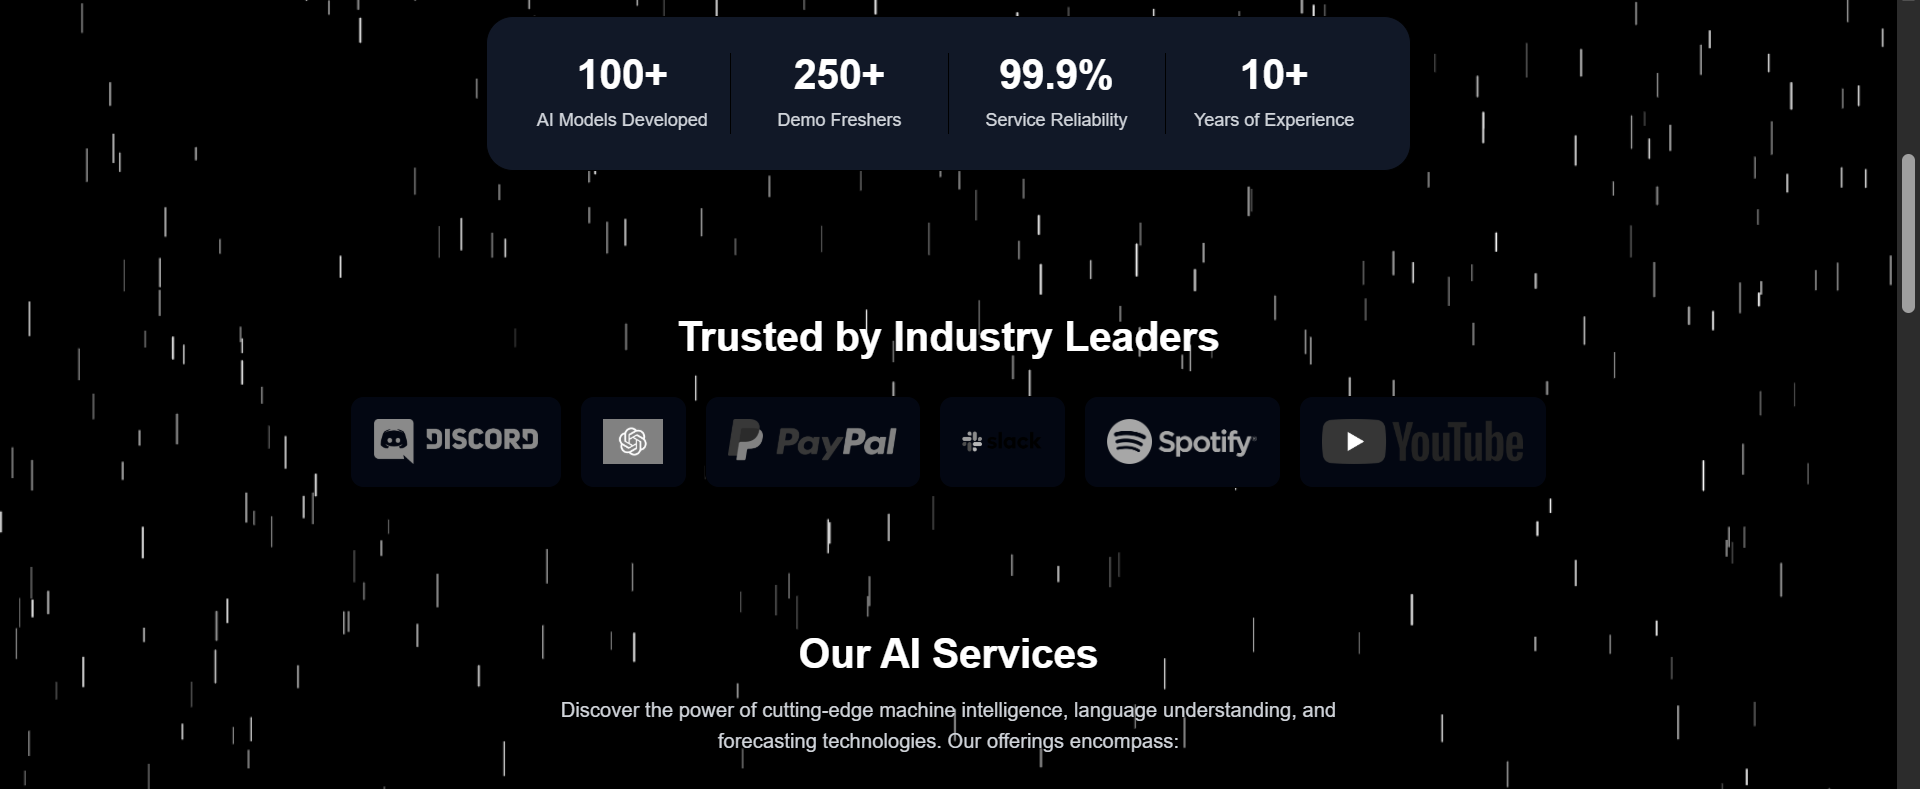 100+
250+
99.9%
10+
AI Models Developed
Demo Freshers
Service Reliability
Years of Experience
Trusted by Industry Leaders
DISCORD
PayPal
slack
Spotify
YouTube
Our AI Services
Discover the power of cutting-edge machine intelligence, language understanding, and
forecasting technologies. Our offerings encompass: